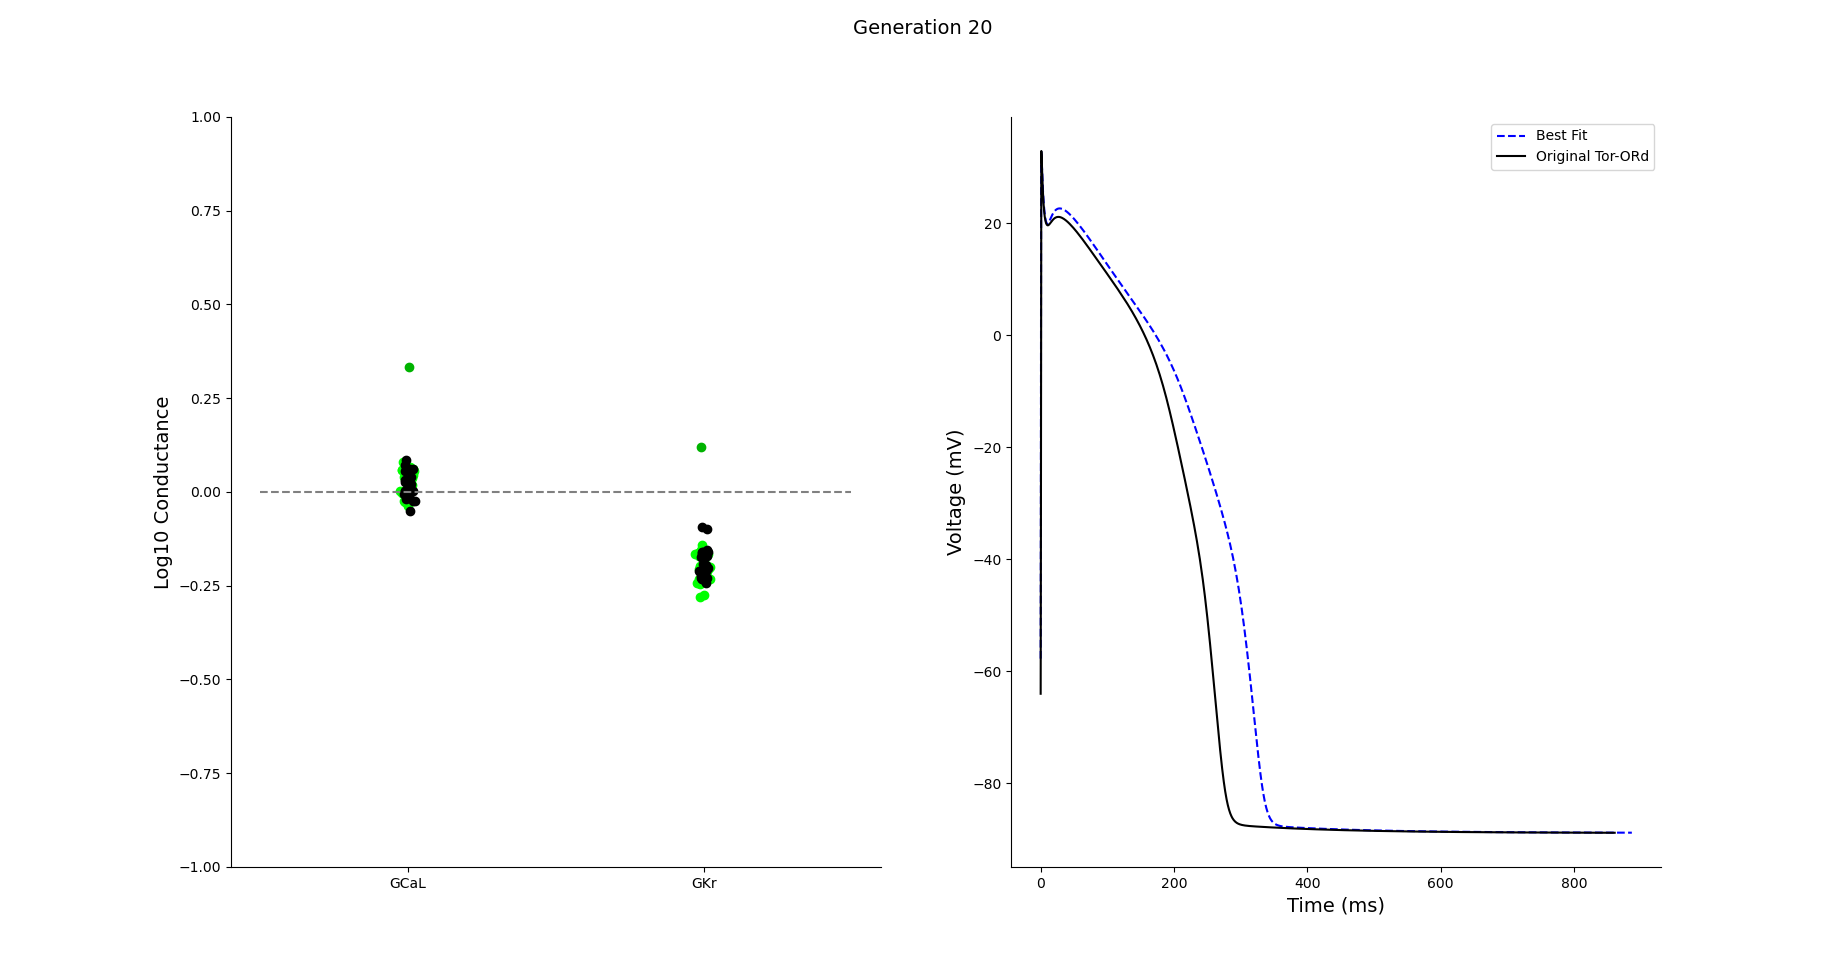 Generation 20
1.00
0.75
0.50
0.25
0.00
−0.25
−0.50
−0.75
−1.00
Log10 Conductance
GCaL
GKr
20
0
−20
−40
−60
−80
Voltage (mV)
0
200
400
600
800
Time (ms)
Best Fit
Original Tor-ORd